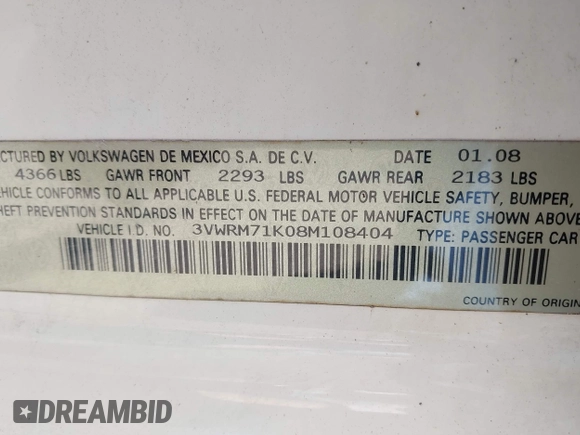 CTURED BY VOLKSWAGEN DE MEXICO S.A. DE C.V. DATE 01.08
4366 LBS GAWR FRONT 2293 LBS GAWR REAR 2183 LBS
EHICLE CONFORMS TO ALL APPLICABLE U.S. FEDERAL MOTOR VEHICLE SAFETY, BUMPER,
HEFT PREVENTION STANDARDS IN EFFECT ON THE DATE OF MANUFACTURE SHOWN ABOVE
VEHICLE I.D. NO. 3VWRM71K08M108404 TYPE: PASSENGER CAR
COUNTRY OF ORIGIN
DREAMBID